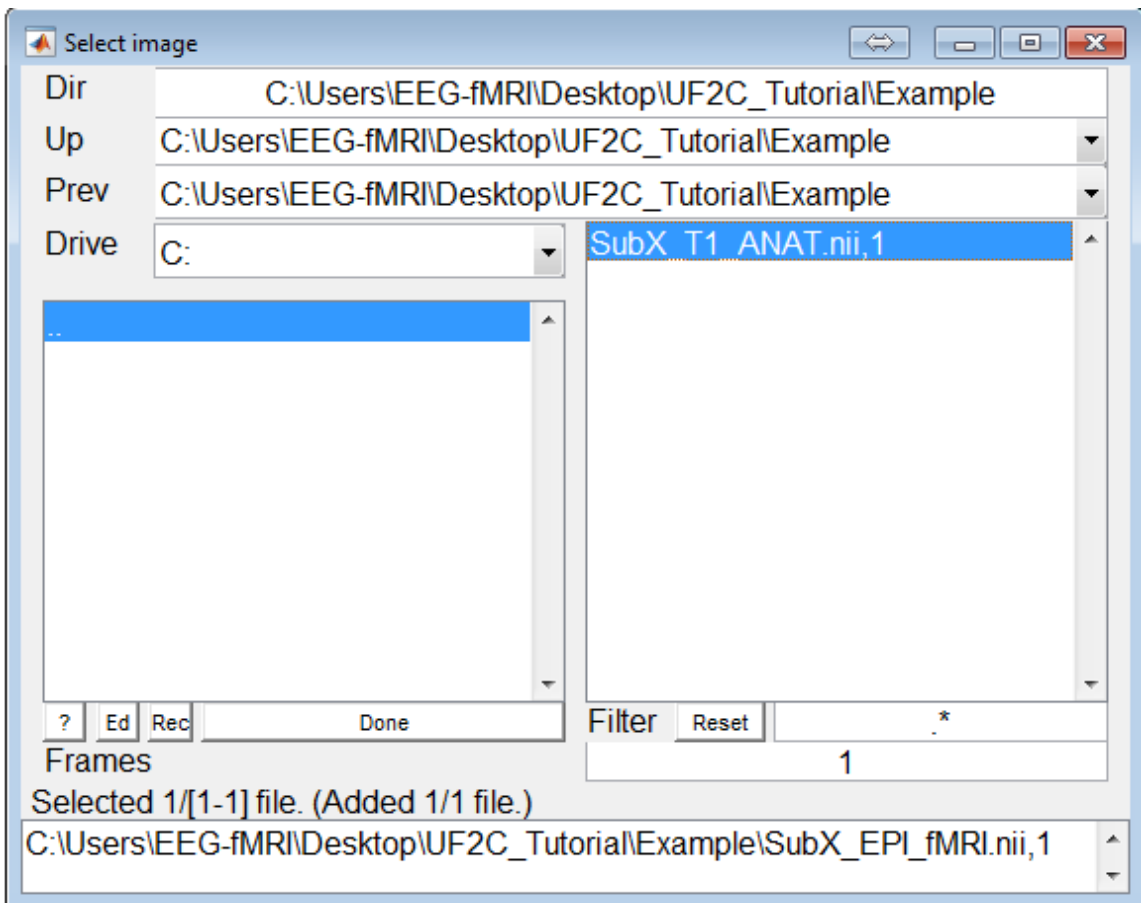 Select image
Dir C:\Users\EEG-fMRI\Desktop\UF2C_Tutorial\Example
Up C:\Users\EEG-fMRI\Desktop\UF2C_Tutorial\Example
Prev C:\Users\EEG-fMRI\Desktop\UF2C_Tutorial\Example
Drive C: SubX_T1_ANAT.nii,1
..
? Ed Rec Done Filter Reset .*
Frames 1
Selected 1/[1-1] file. (Added 1/1 file.)
C:\Users\EEG-fMRI\Desktop\UF2C_Tutorial\Example\SubX_EPI_fMRI.nii,1